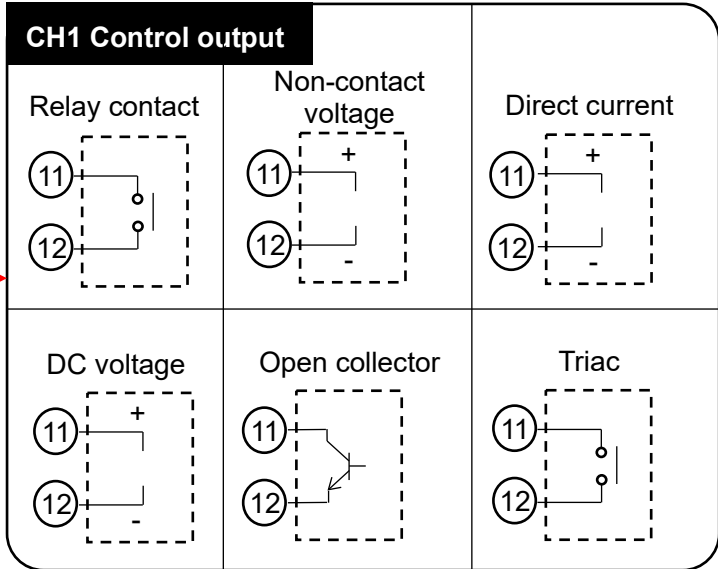 CH1 Control output
Relay contact
11
12
Non-contact
voltage
+
11
12
-
Direct current
+
11
12
-
DC voltage
+
11
12
-
Open collector
11
12
Triac
11
12